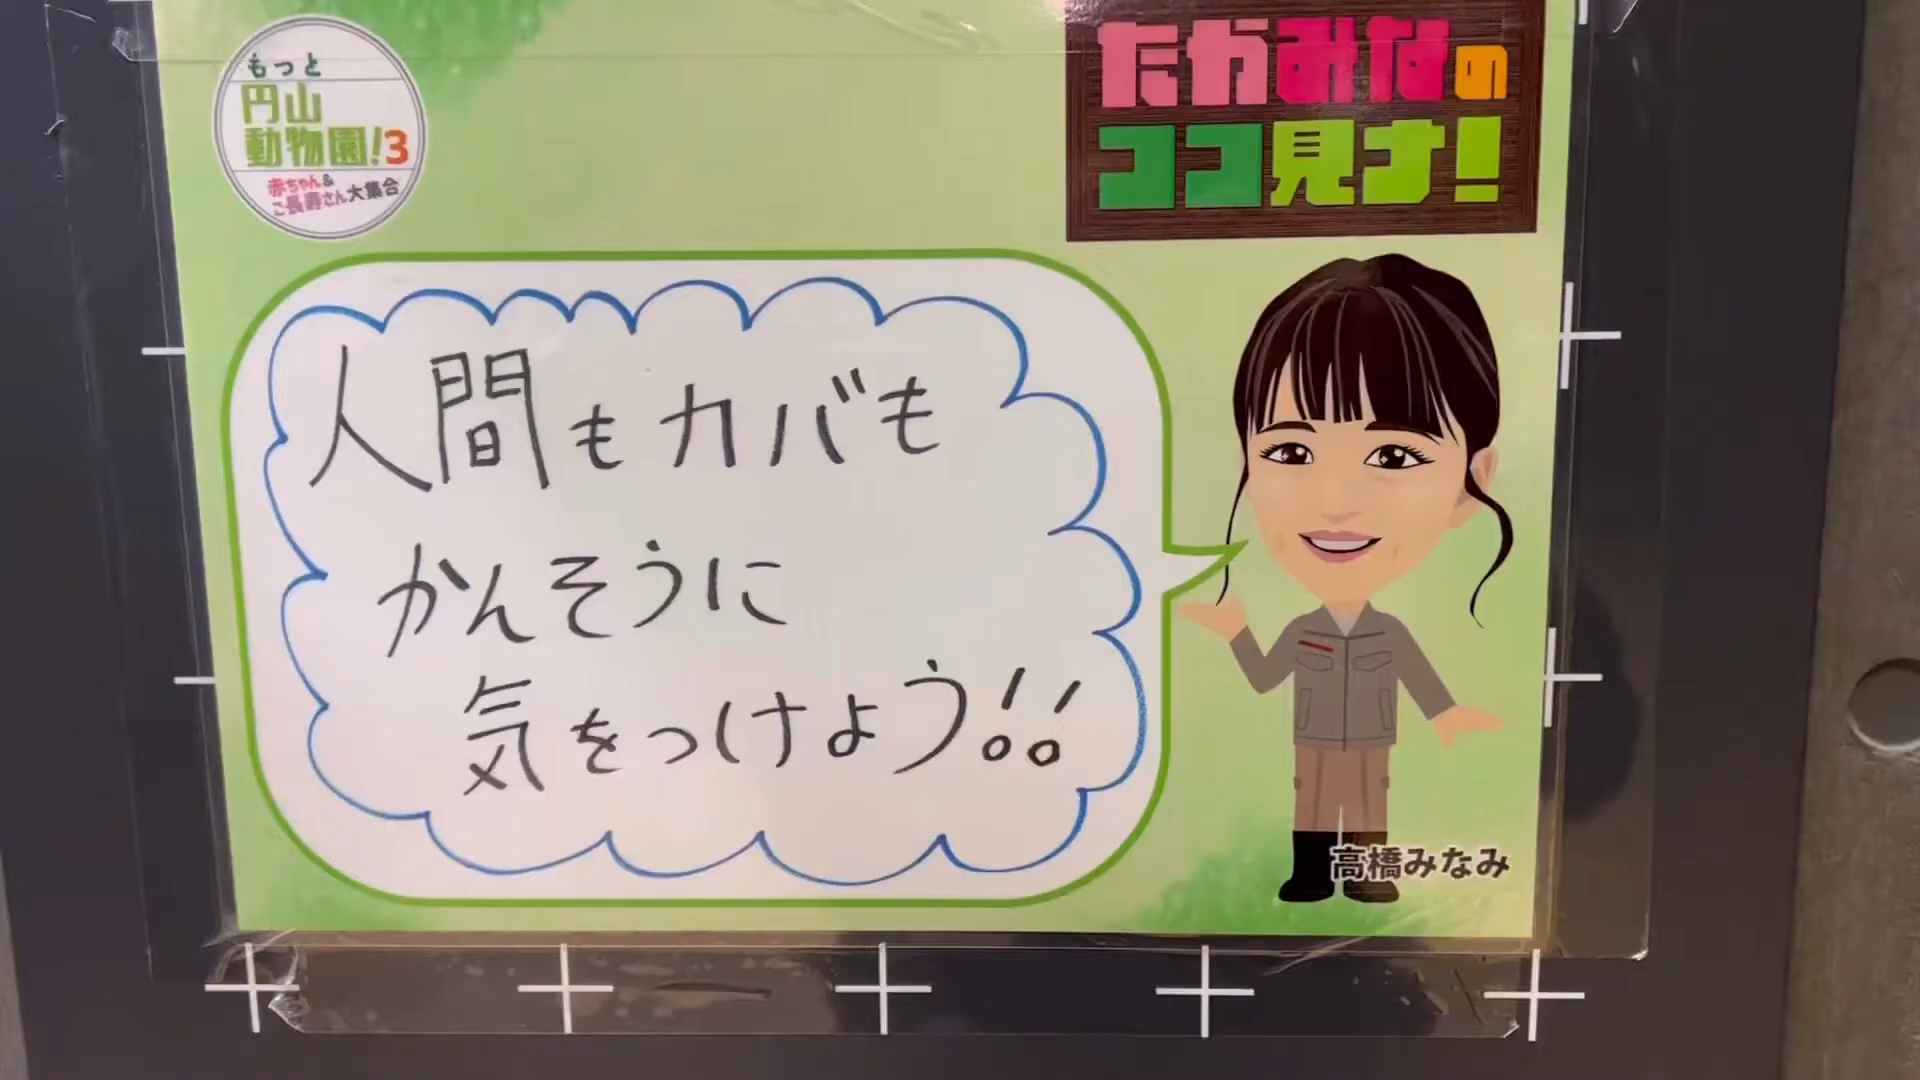 もっと
円山
動物園!3
赤ちゃん&
ご長寿さん大集合
たかみなの
ココ見ナ!
人間もカバも
かんそうに
気をつけよう!!
高橋みなみ